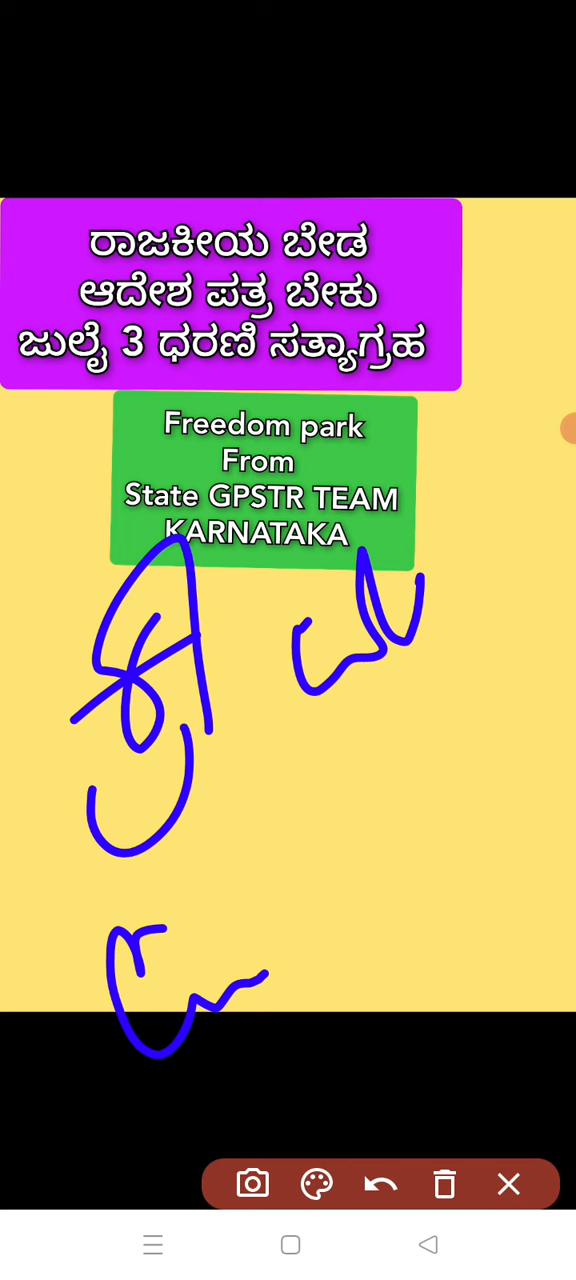 ರಾಜಕೀಯ ಬೇಡ
ಆದೇಶ ಪತ್ರ ಬೇಕು
ಜುಲೈ 3 ಧರಣಿ ಸತ್ಯಾಗ್ರಹ
Freedom park
From
State GPSTR TEAM
KARNATAKA